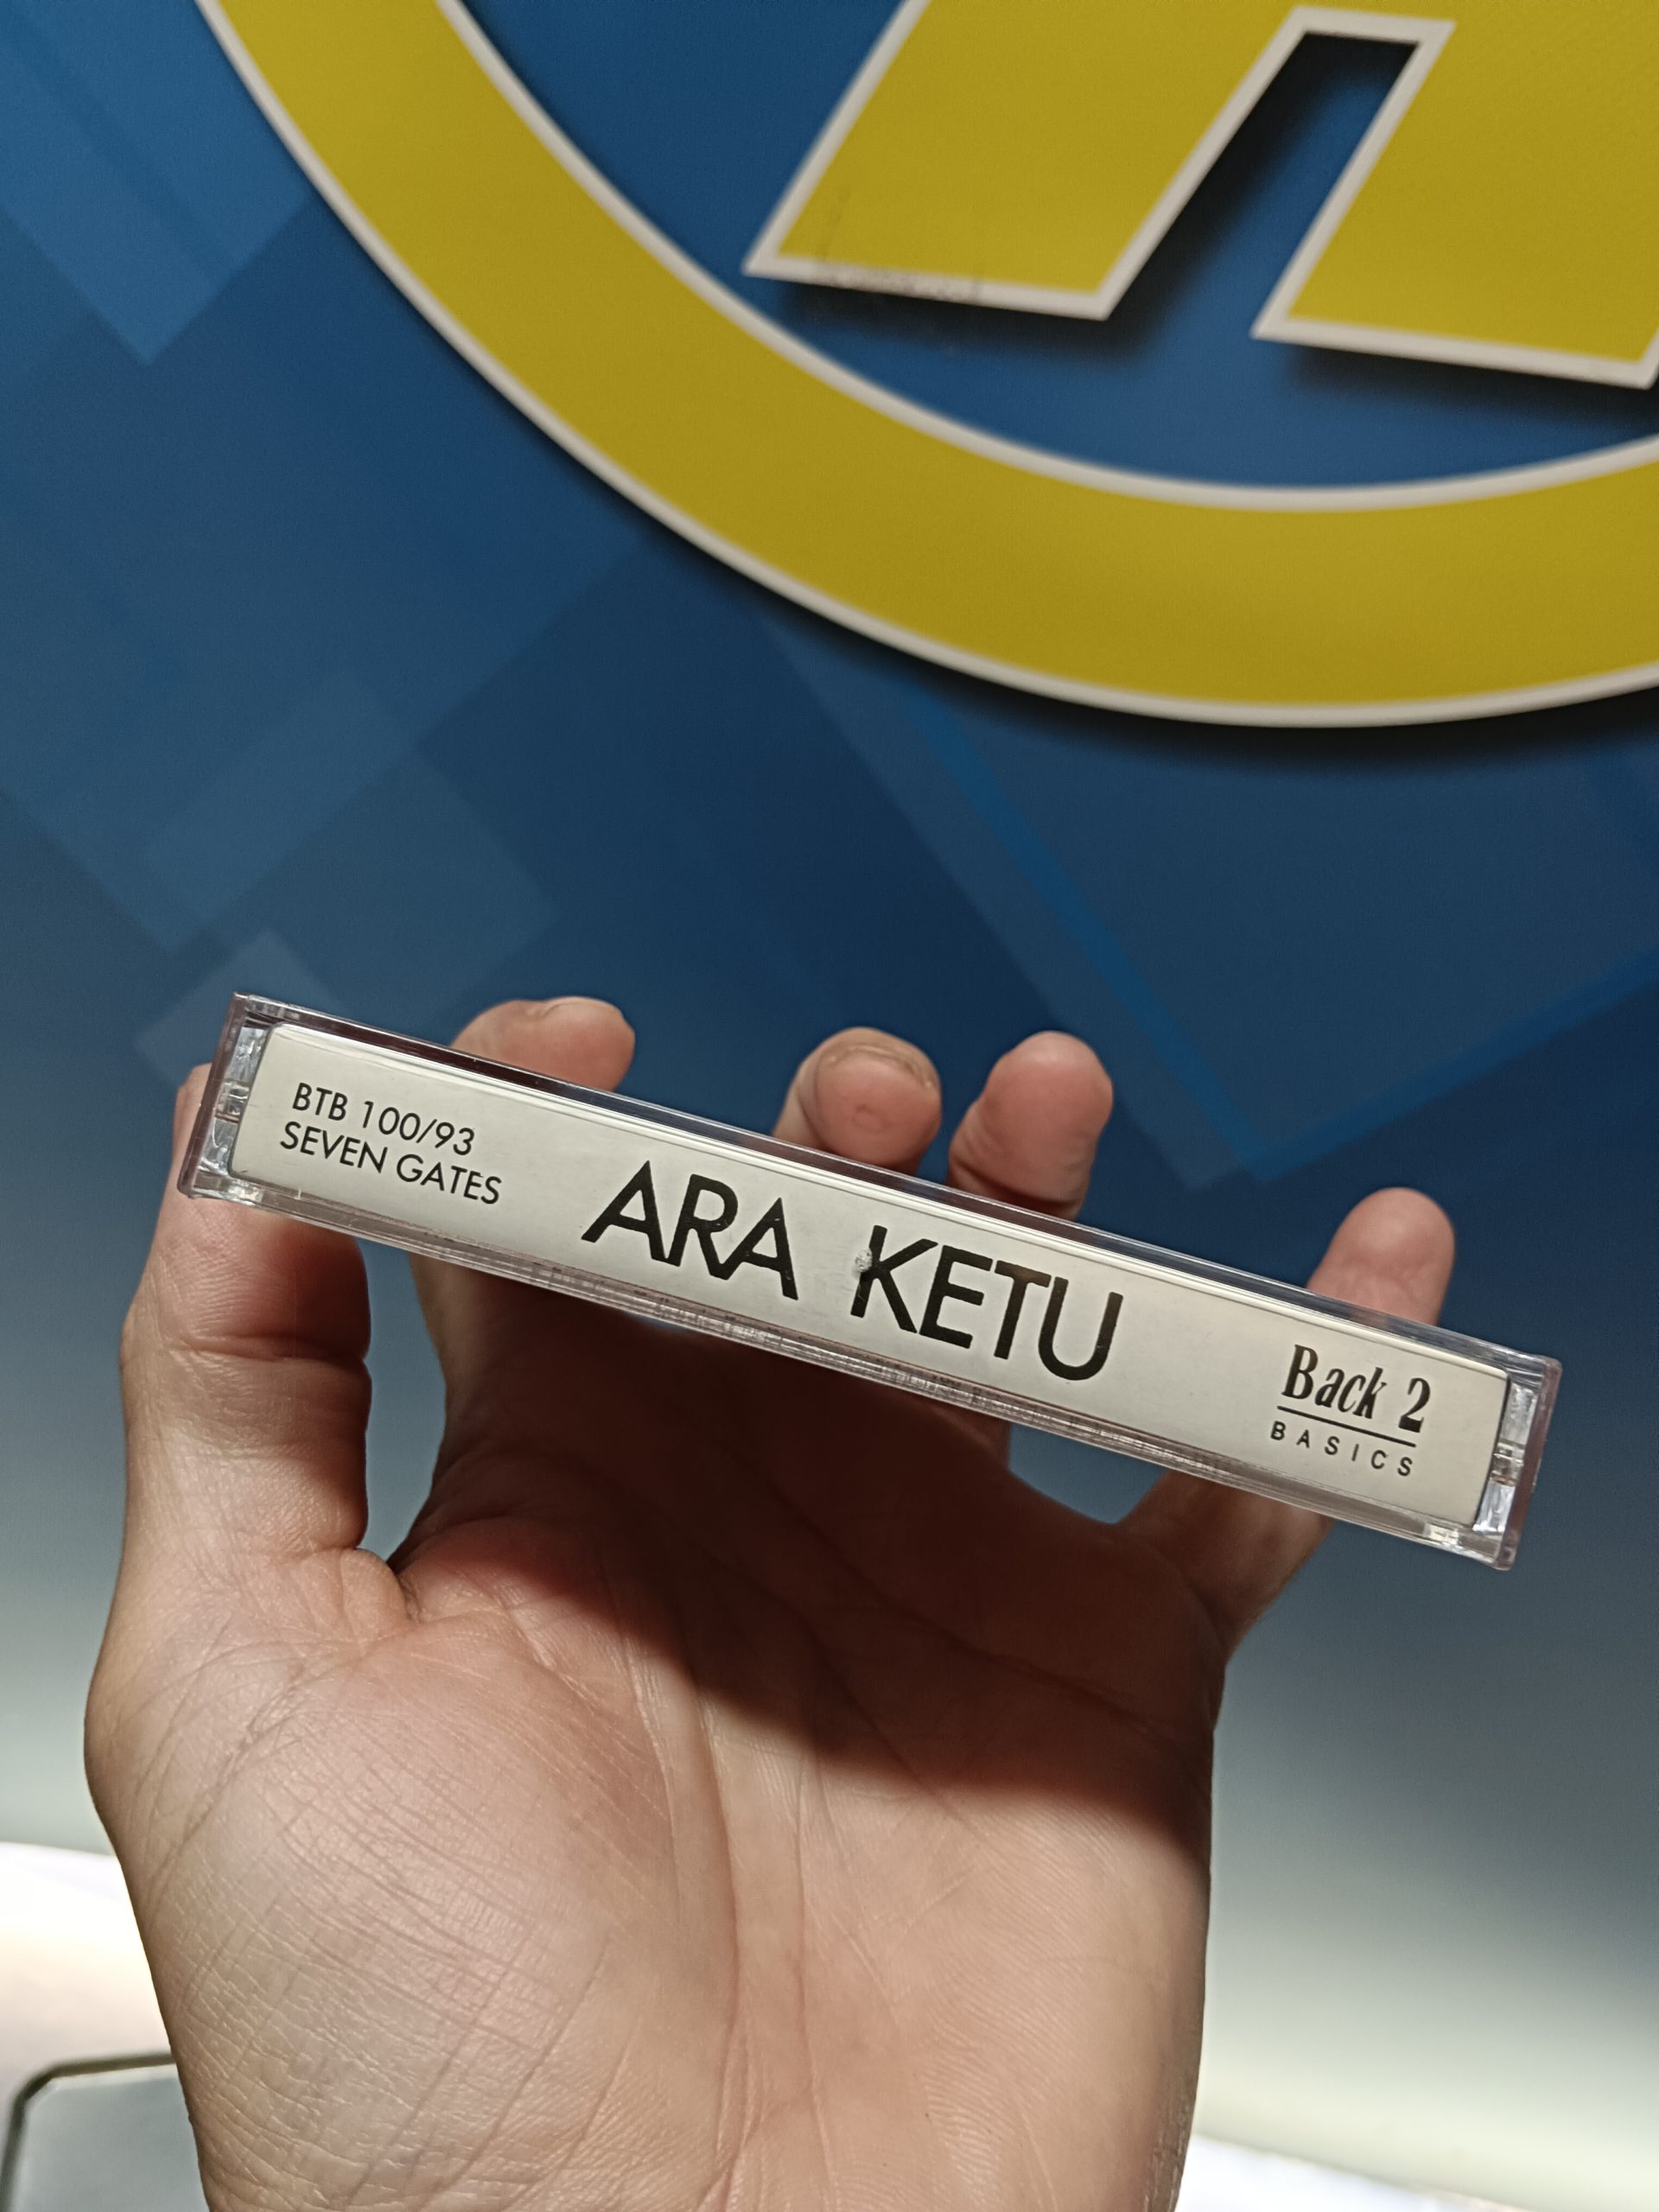 BTB 100/93
SEVEN GATES
ARA KETU
Back 2
BASICS